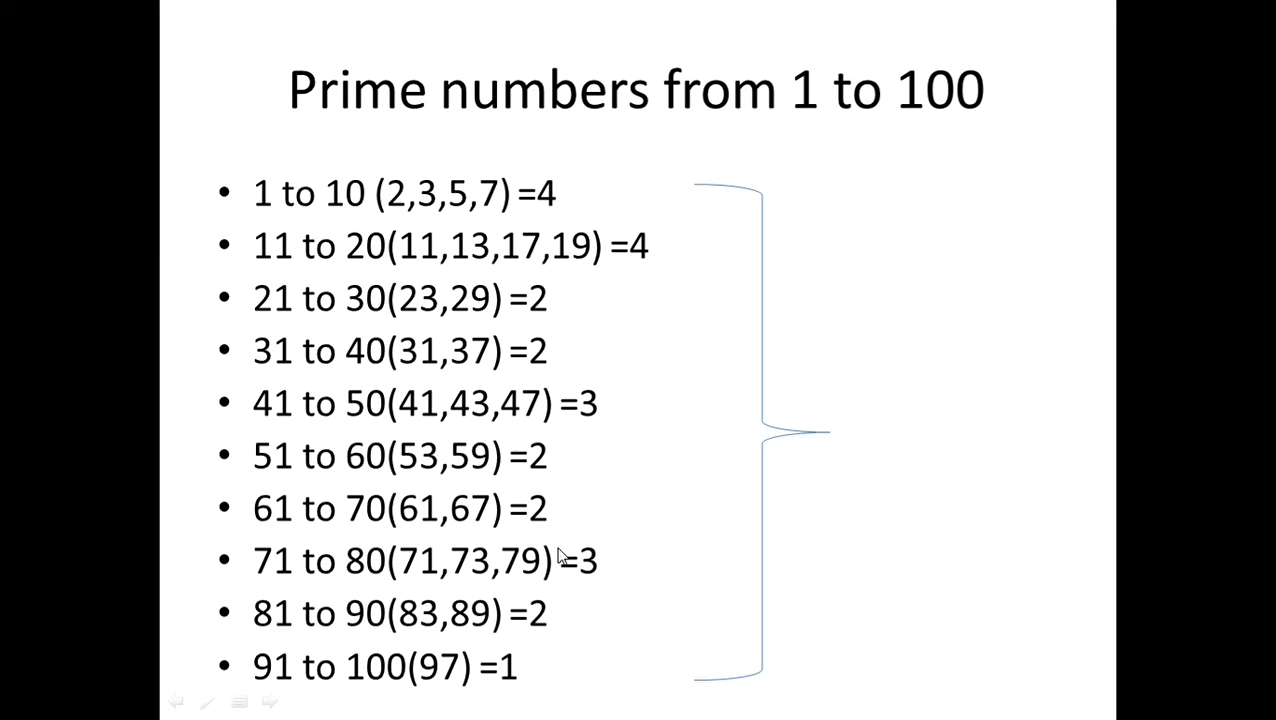 Prime numbers from 1 to 100
• 1 to 10 (2,3,5,7) =4
• 11 to 20(11,13,17,19) =4
• 21 to 30(23,29) =2
• 31 to 40(31,37) =2
• 41 to 50(41,43,47) =3
• 51 to 60(53,59) =2
• 61 to 70(61,67) =2
• 71 to 80(71,73,79) =3
• 81 to 90(83,89) =2
• 91 to 100(97) =1